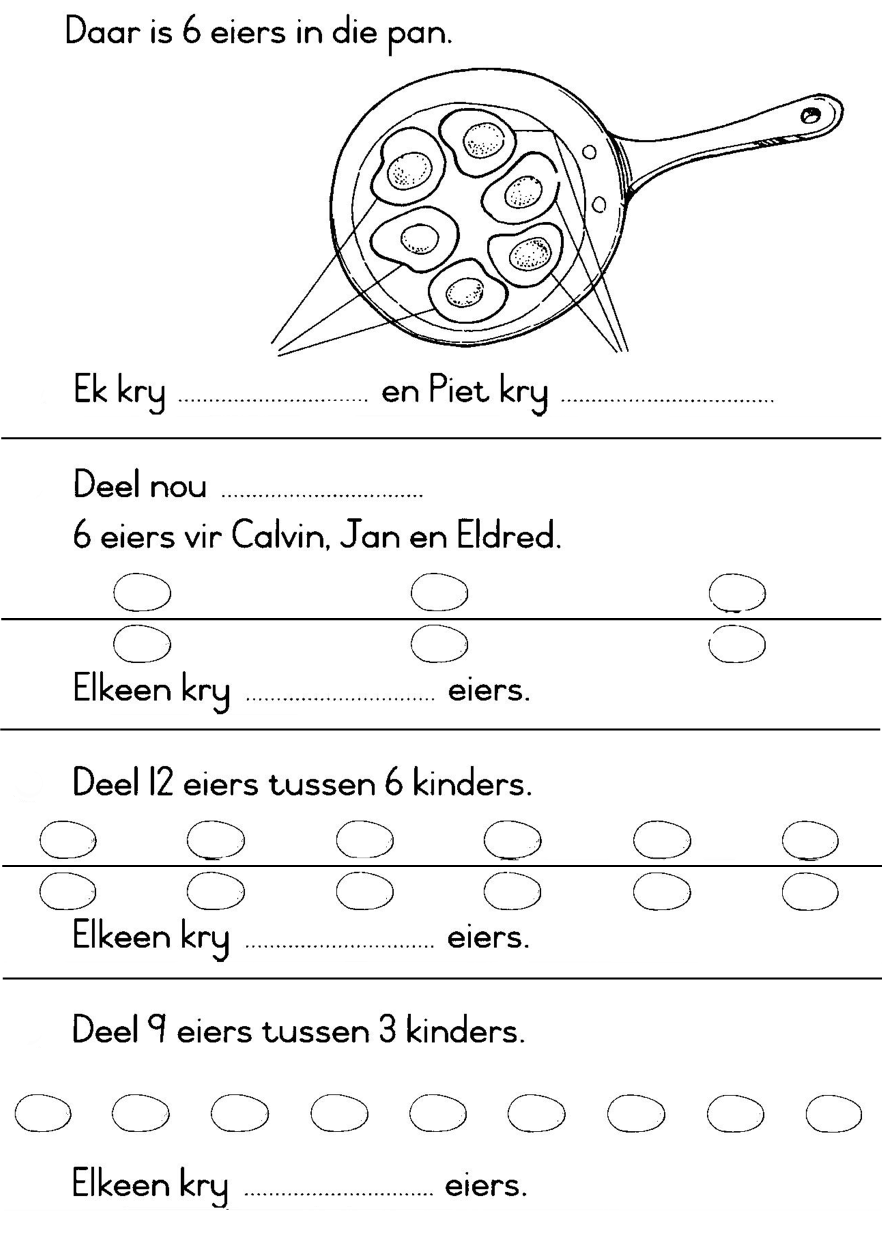 Daar is 6 eiers in die pan.
Ek kry ................................ en Piet kry ....................................
Deel nou ..................................
6 eiers vir Calvin, Jan en Eldred.
Elkeen kry ................................ eiers.
Deel 12 eiers tussen 6 kinders.
Elkeen kry ................................ eiers.
Deel 9 eiers tussen 3 kinders.
Elkeen kry ................................ eiers.